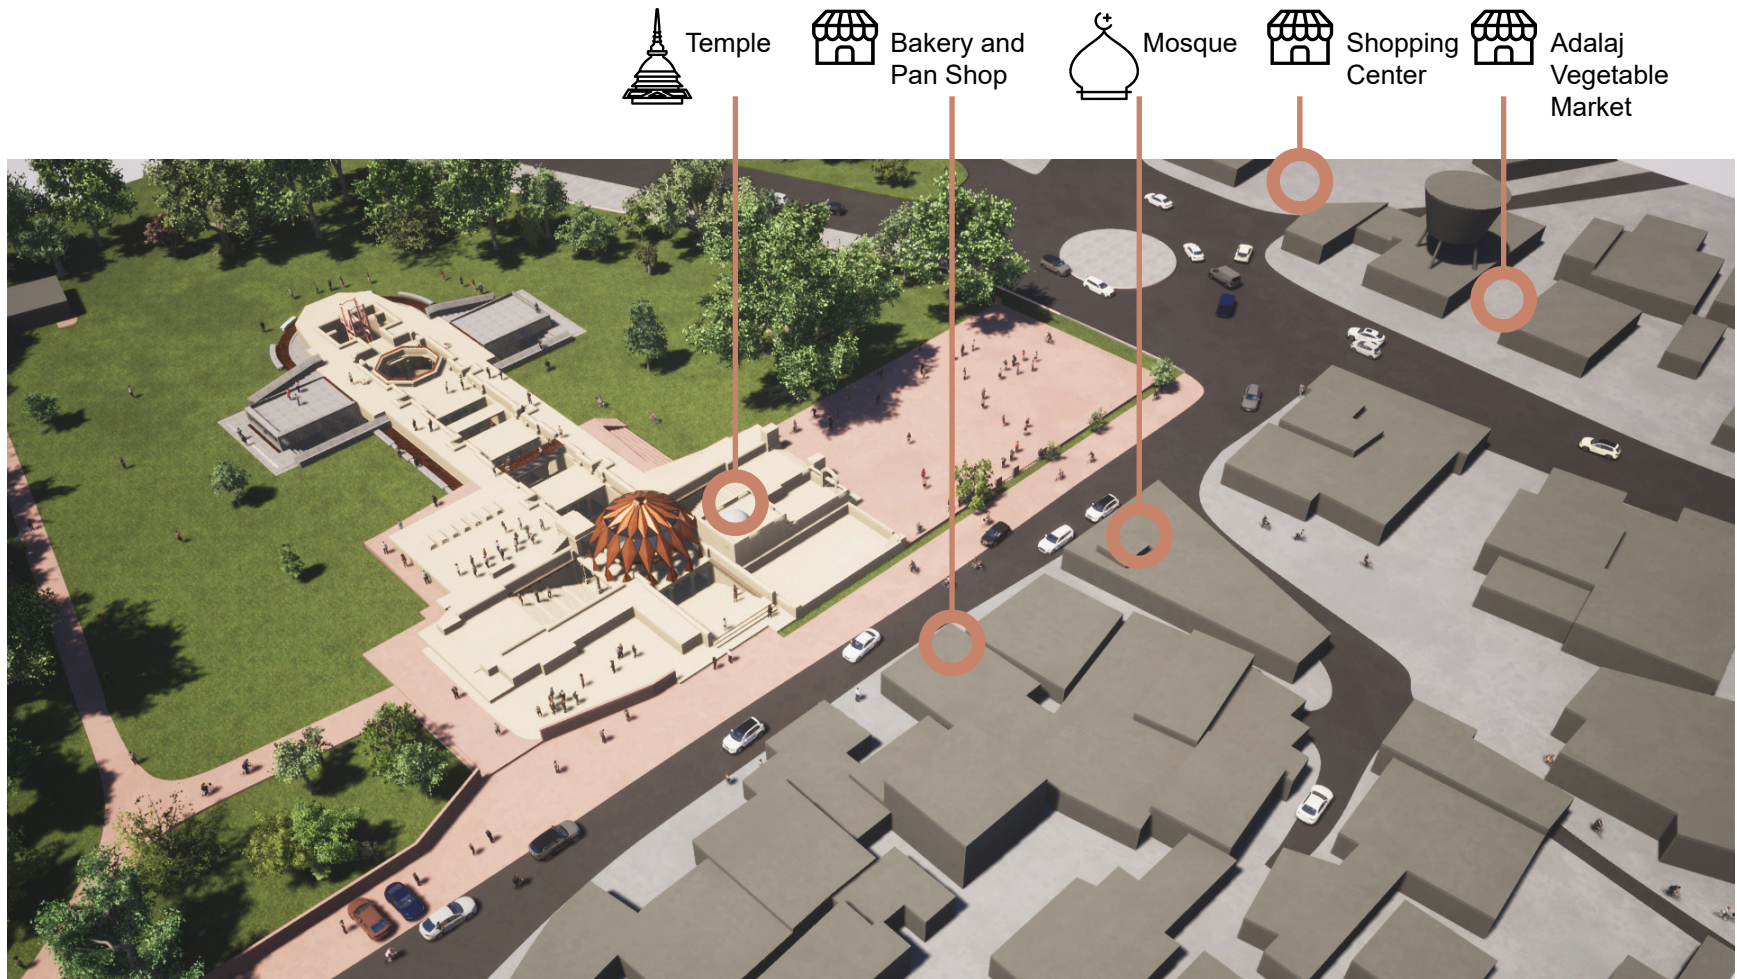 Temple
Bakery and
Pan Shop
Mosque
Shopping
Center
Adalaj
Vegetable
Market